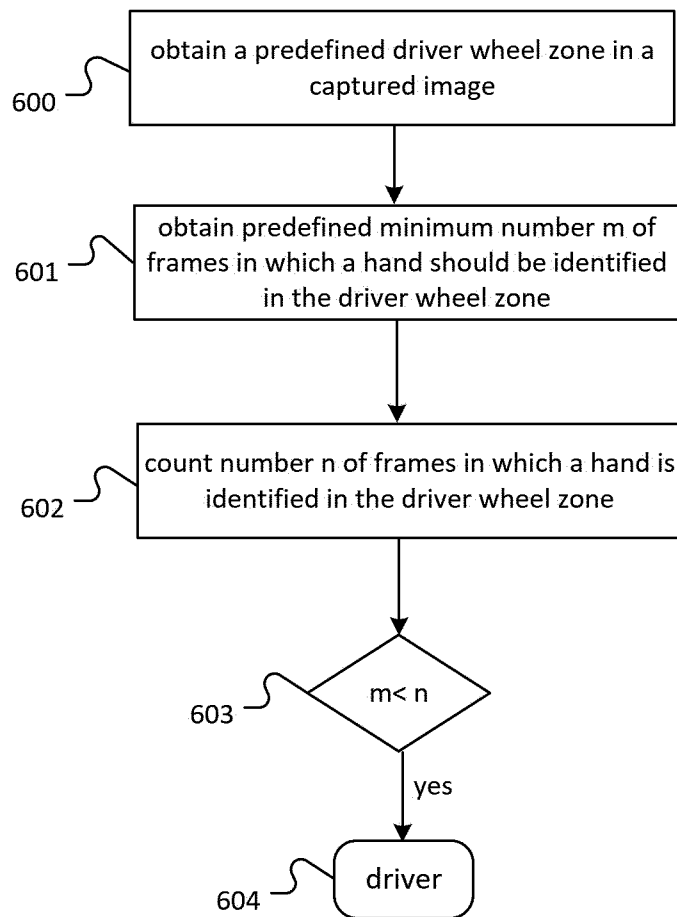 obtain a predefined driver wheel zone in a
captured image
600
obtain predefined minimum number m of
frames in which a hand should be identified
in the driver wheel zone
601
count number n of frames in which a hand is
identified in the driver wheel zone
602
m< n
603
yes
driver
604